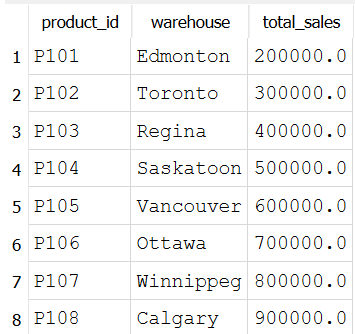 product_id warehouse total_sales
1 P101 Edmonton 200000.0
2 P102 Toronto 300000.0
3 P103 Regina 400000.0
4 P104 Saskatoon 500000.0
5 P105 Vancouver 600000.0
6 P106 Ottawa 700000.0
7 P107 Winnippeg 800000.0
8 P108 Calgary 900000.0